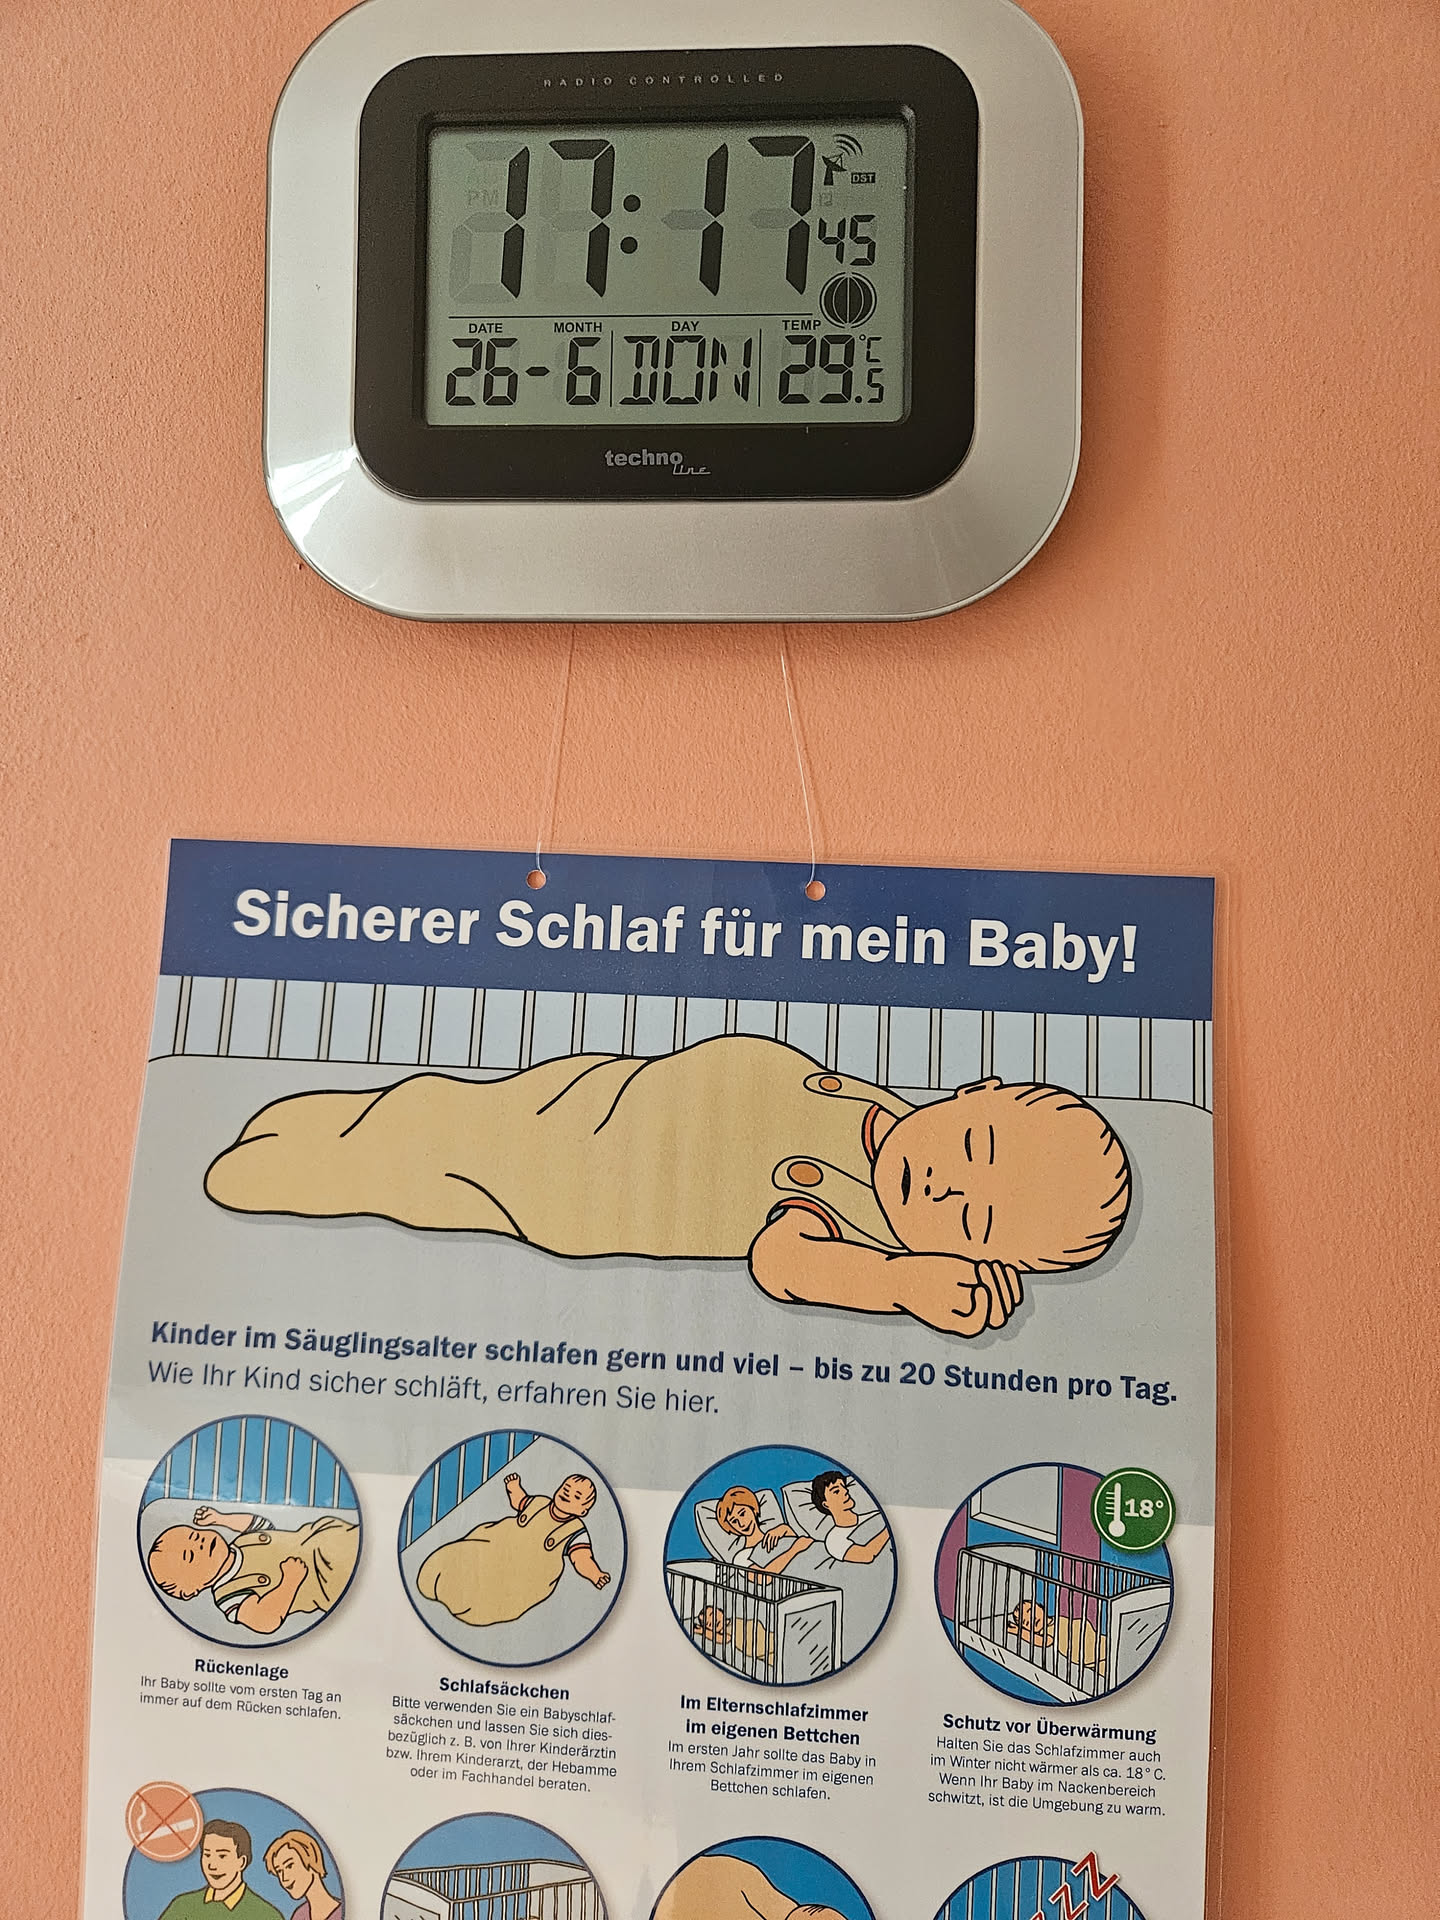 RADIO CONTROLLED
17:17
DST
45
DATE MONTH DAY TEMP
26-6 DON 29.5 °C
techno
line
Sicherer Schlaf für mein Baby!
Kinder im Säuglingsalter schlafen gern und viel – bis zu 20 Stunden pro Tag.
Wie Ihr Kind sicher schläft, erfahren Sie hier.
Rückenlage
Ihr Baby sollte vom ersten Tag an
immer auf dem Rücken schlafen.
Schlafsäckchen
Bitte verwenden Sie ein Babyschlaf-
säckchen und lassen Sie sich dies-
bezüglich z. B. von Ihrer Kinderärztin
bzw. Ihrem Kinderarzt, der Hebamme
oder im Fachhandel beraten.
Im Elternschlafzimmer
im eigenen Bettchen
Im ersten Jahr sollte das Baby in
Ihrem Schlafzimmer im eigenen
Bettchen schlafen.
18°
Schutz vor Überwärmung
Halten Sie das Schlafzimmer auch
im Winter nicht wärmer als ca. 18° C.
Wenn Ihr Baby im Nackenbereich
schwitzt, ist die Umgebung zu warm.
ZZZ